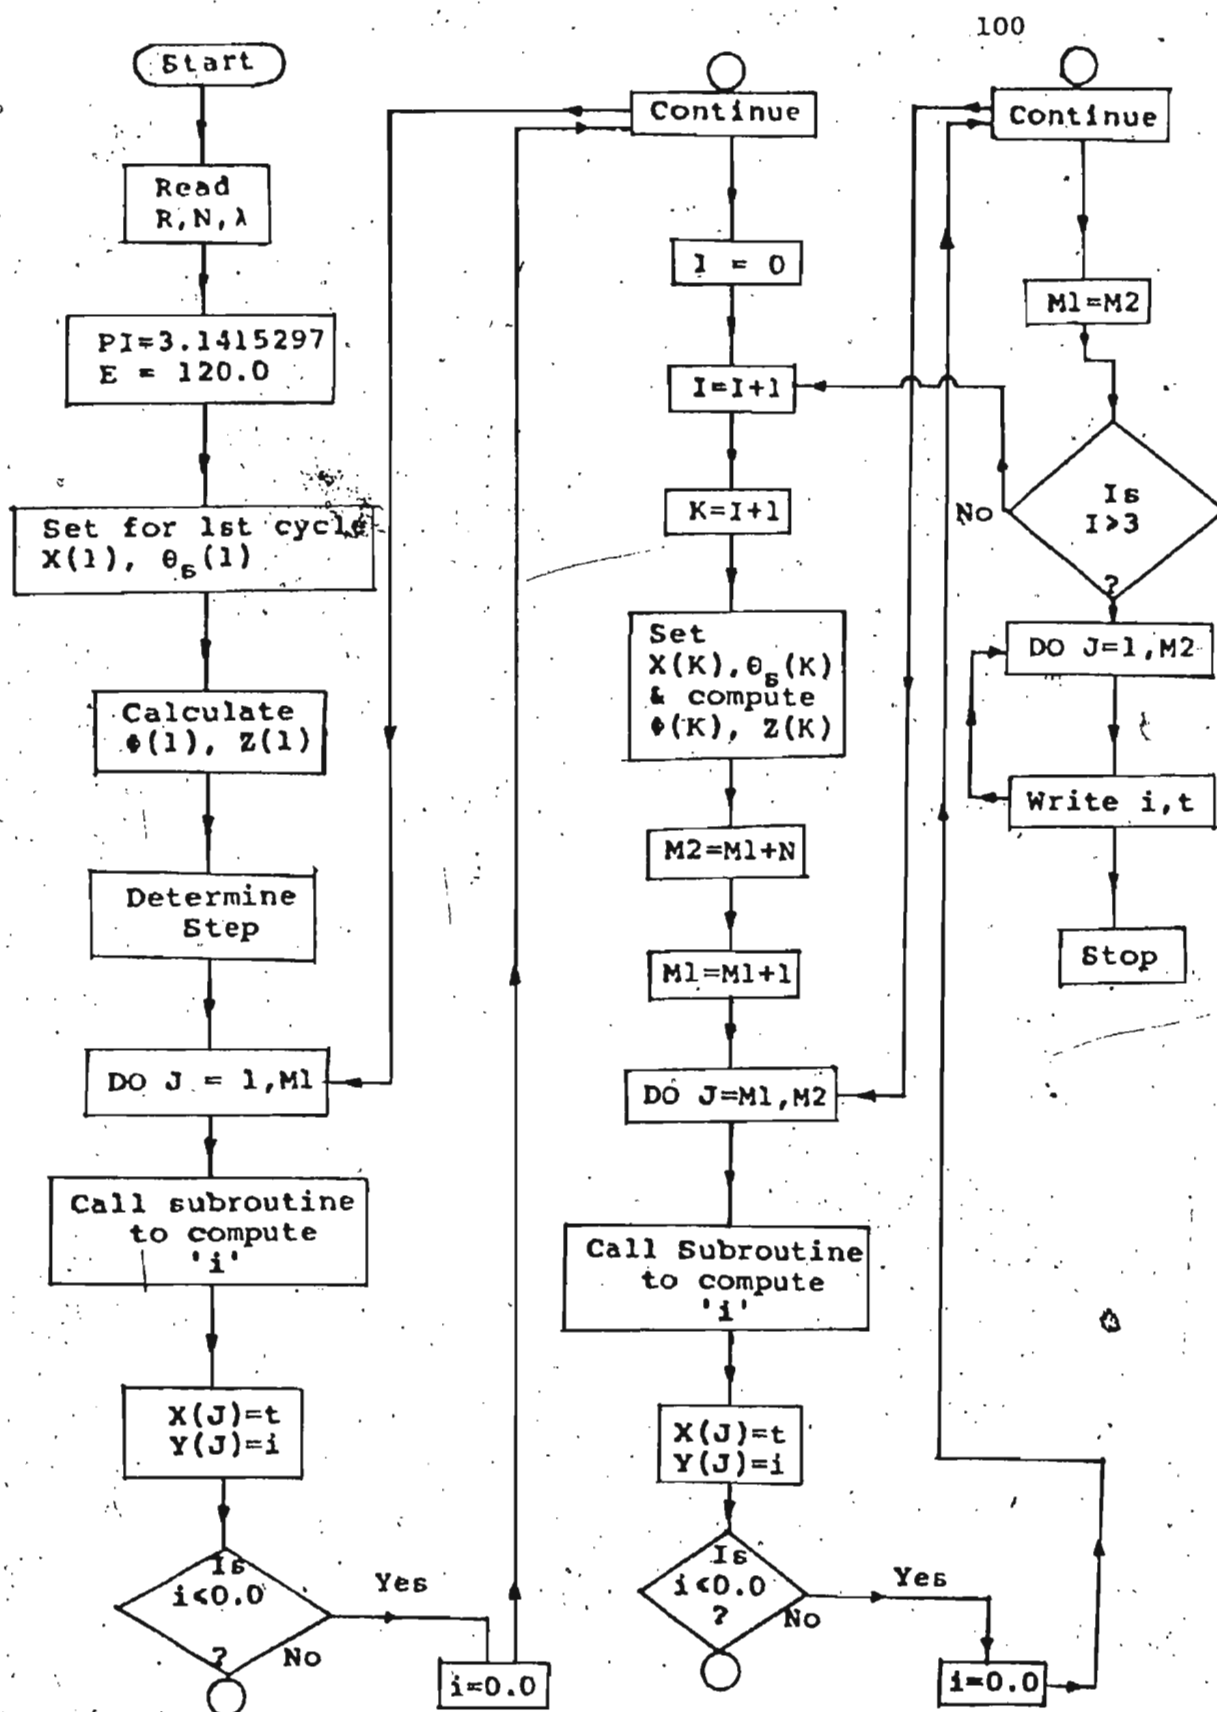 100
Start
Read
R,N,λ
PI=3.1415297
E = 120.0
Set for 1st cycle
X(1), θs(1)
Calculate
Φ(1), Z(1)
Determine
Step
DO J = 1,M1
Call subroutine
to compute
'i'
X(J)=t
Y(J)=i
Is
i<0.0
?
Yes
No
i=0.0
Continue
I = 0
I=I+1
K=I+1
Set
X(K),θs(K)
& compute
Φ(K), Z(K)
M2=M1+N
M1=M1+1
DO J=M1,M2
Call Subroutine
to compute
'i'
X(J)=t
Y(J)=i
Is
i<0.0
?
Yes
No
i=0.0
Continue
M1=M2
Is
I>3
?
No
DO J=1,M2
Write i,t
Stop